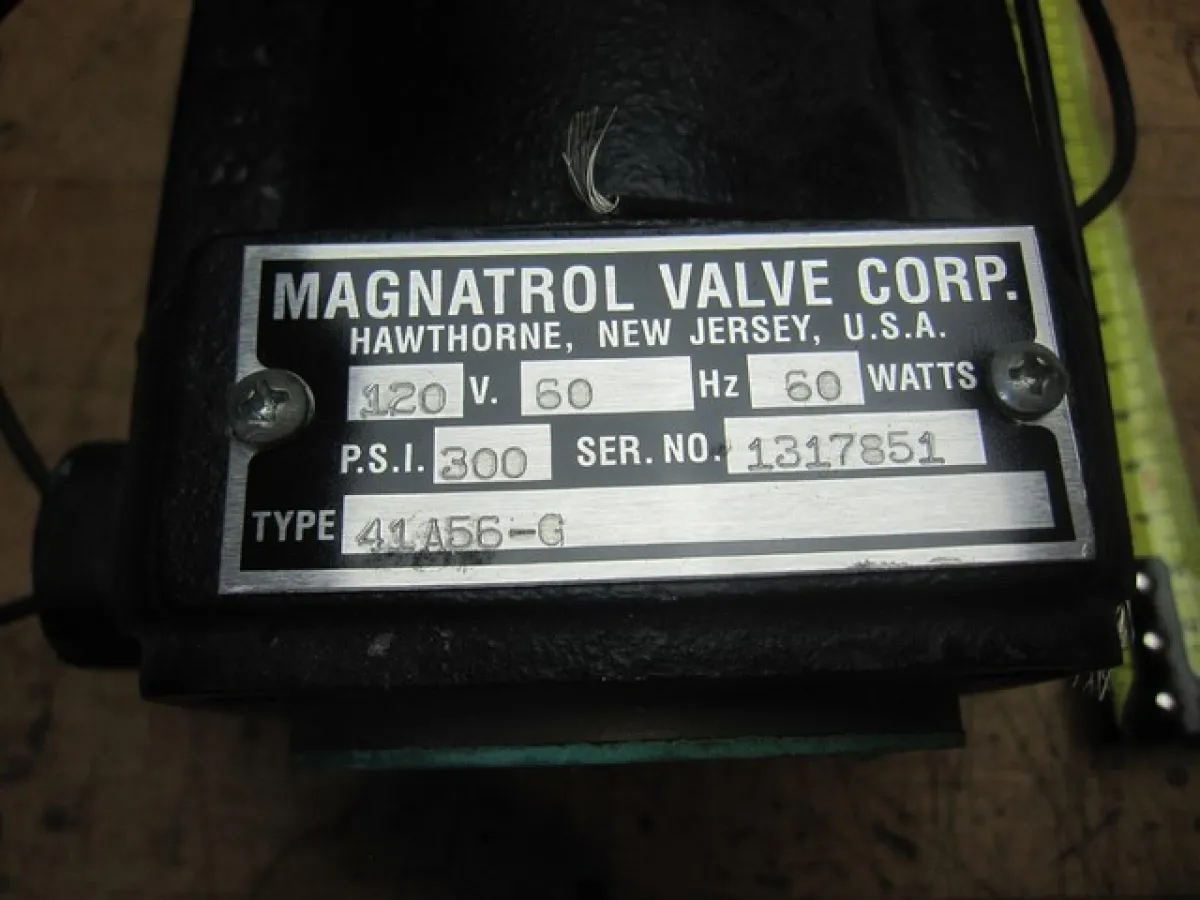 MAGNATROL VALVE CORP.
HAWTHORNE, NEW JERSEY, U.S.A.
120 V. 60 Hz 60 WATTS
P.S.I. 300 SER. NO. 1317851
TYPE 41A56-G